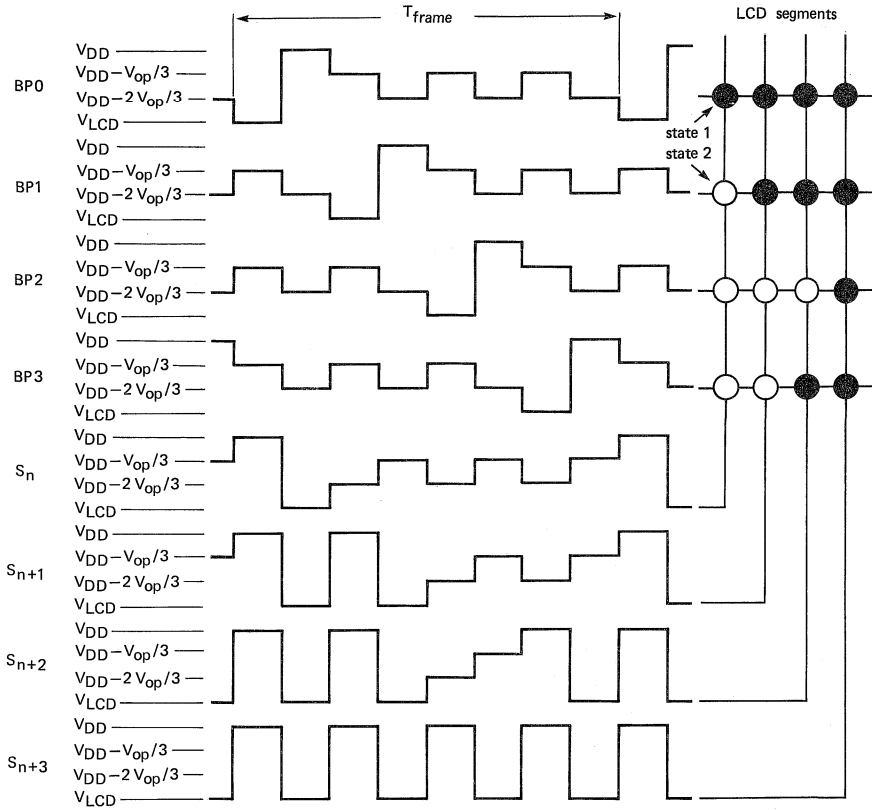 T_frame
LCD segments
BP0
V_DD
V_DD−V_op/3
V_DD−2 V_op/3
V_LCD
state 1
state 2
BP1
V_DD
V_DD−V_op/3
V_DD−2 V_op/3
V_LCD
BP2
V_DD
V_DD−V_op/3
V_DD−2 V_op/3
V_LCD
BP3
V_DD
V_DD−V_op/3
V_DD−2 V_op/3
V_LCD
S_n
V_DD
V_DD−V_op/3
V_DD−2 V_op/3
V_LCD
S_n+1
V_DD
V_DD−V_op/3
V_DD−2 V_op/3
V_LCD
S_n+2
V_DD
V_DD−V_op/3
V_DD−2 V_op/3
V_LCD
S_n+3
V_DD
V_DD−V_op/3
V_DD−2 V_op/3
V_LCD